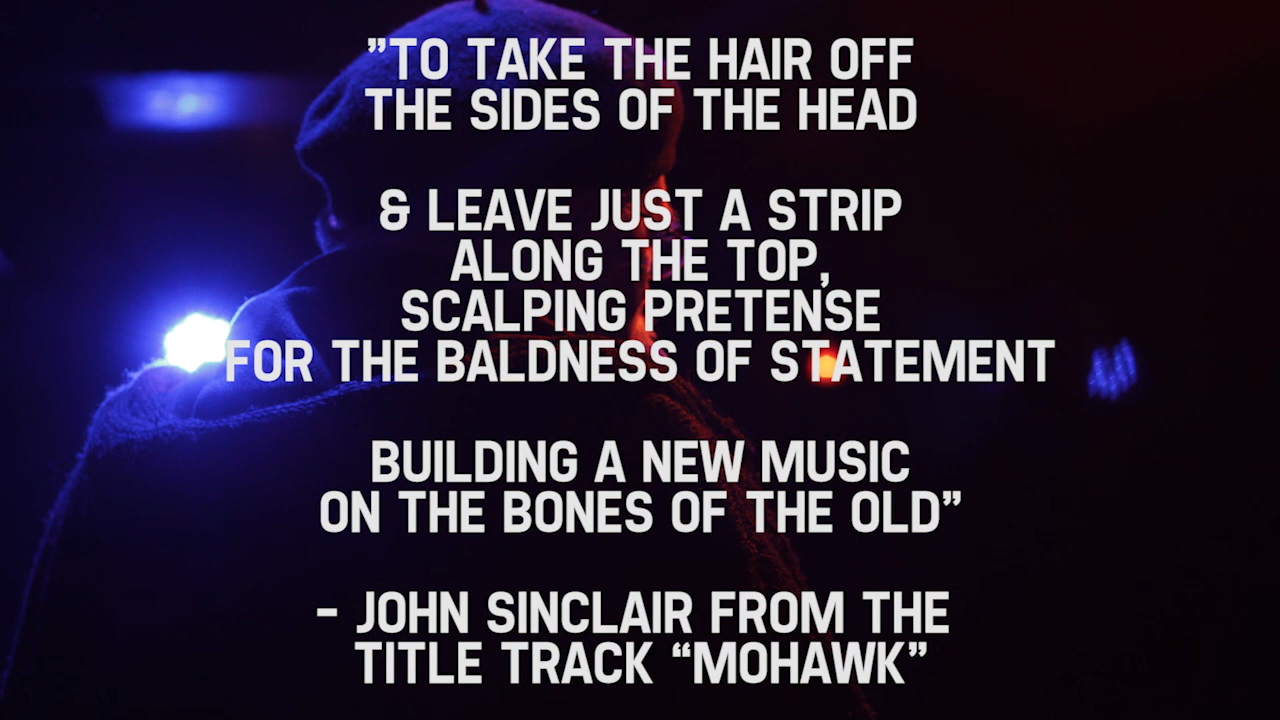 ”TO TAKE THE HAIR OFF
THE SIDES OF THE HEAD
& LEAVE JUST A STRIP
ALONG THE TOP,
SCALPING PRETENSE
FOR THE BALDNESS OF STATEMENT
BUILDING A NEW MUSIC
ON THE BONES OF THE OLD”
- JOHN SINCLAIR FROM THE
TITLE TRACK “MOHAWK”